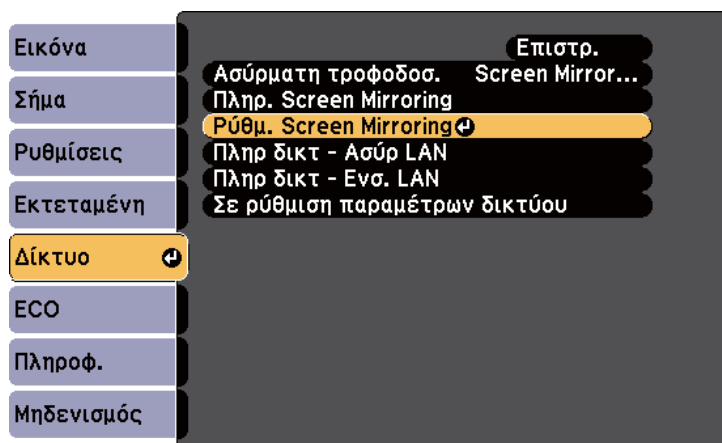 Εικόνα
Σήμα
Ρυθμίσεις
Εκτεταμένη
Δίκτυο
ECO
Πληροφ.
Μηδενισμός
Επιστρ.
Ασύρματη τροφοδοσ. Screen Mirror...
Πληρ. Screen Mirroring
Ρύθμ. Screen Mirroring
Πληρ δικτ - Ασύρ LAN
Πληρ δικτ - Ενσ. LAN
Σε ρύθμιση παραμέτρων δικτύου